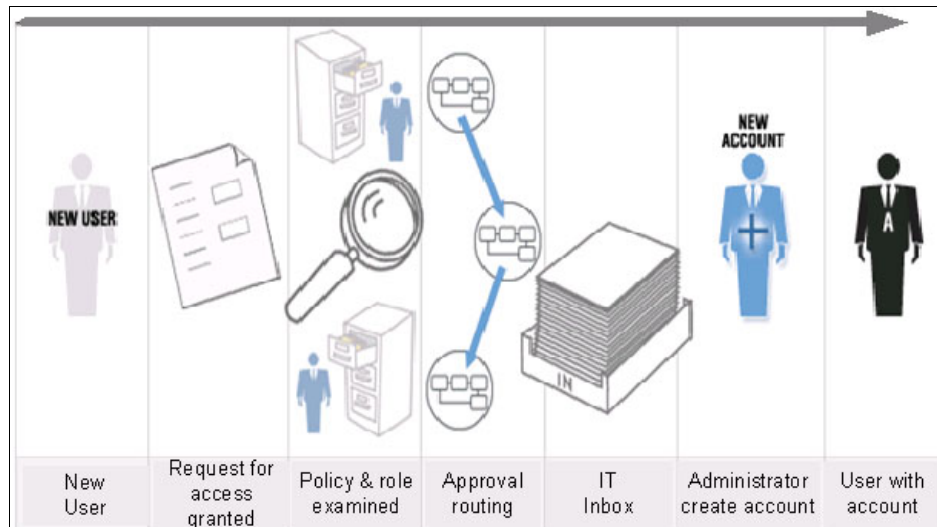 NEW USER
NEW
ACCOUNT
A
IN
New
User
Request for
access
granted
Policy & role
examined
Approval
routing
IT
Inbox
Administrator
create account
User with
account